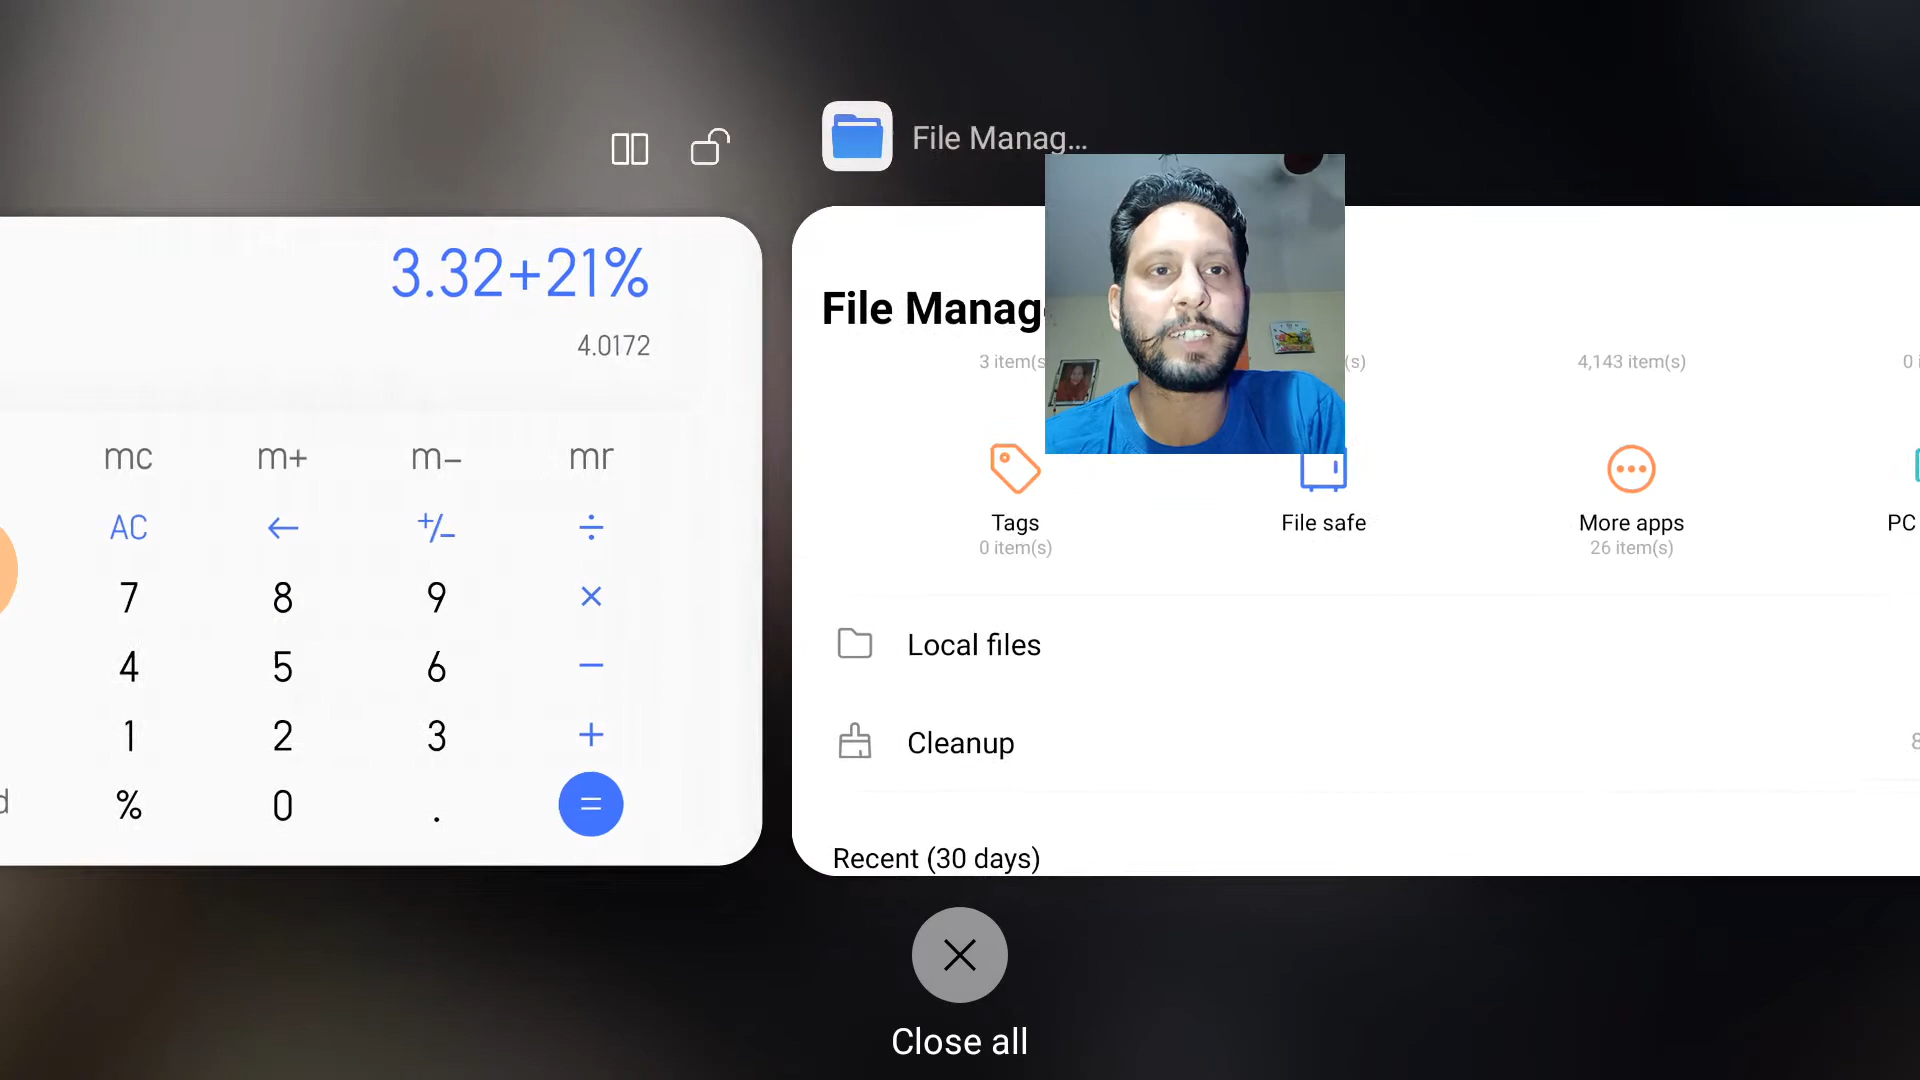 File Manag...
3.32+21%
4.0172
mc m+ m− mr
AC ← +/− ÷
7 8 9 ×
4 5 6 −
1 2 3 +
% 0 . =
File Manag
3 item(s
(s)
4,143 item(s)
0
Tags
0 item(s)
File safe
More apps
26 item(s)
PC
Local files
Cleanup
8
Recent (30 days)
Close all